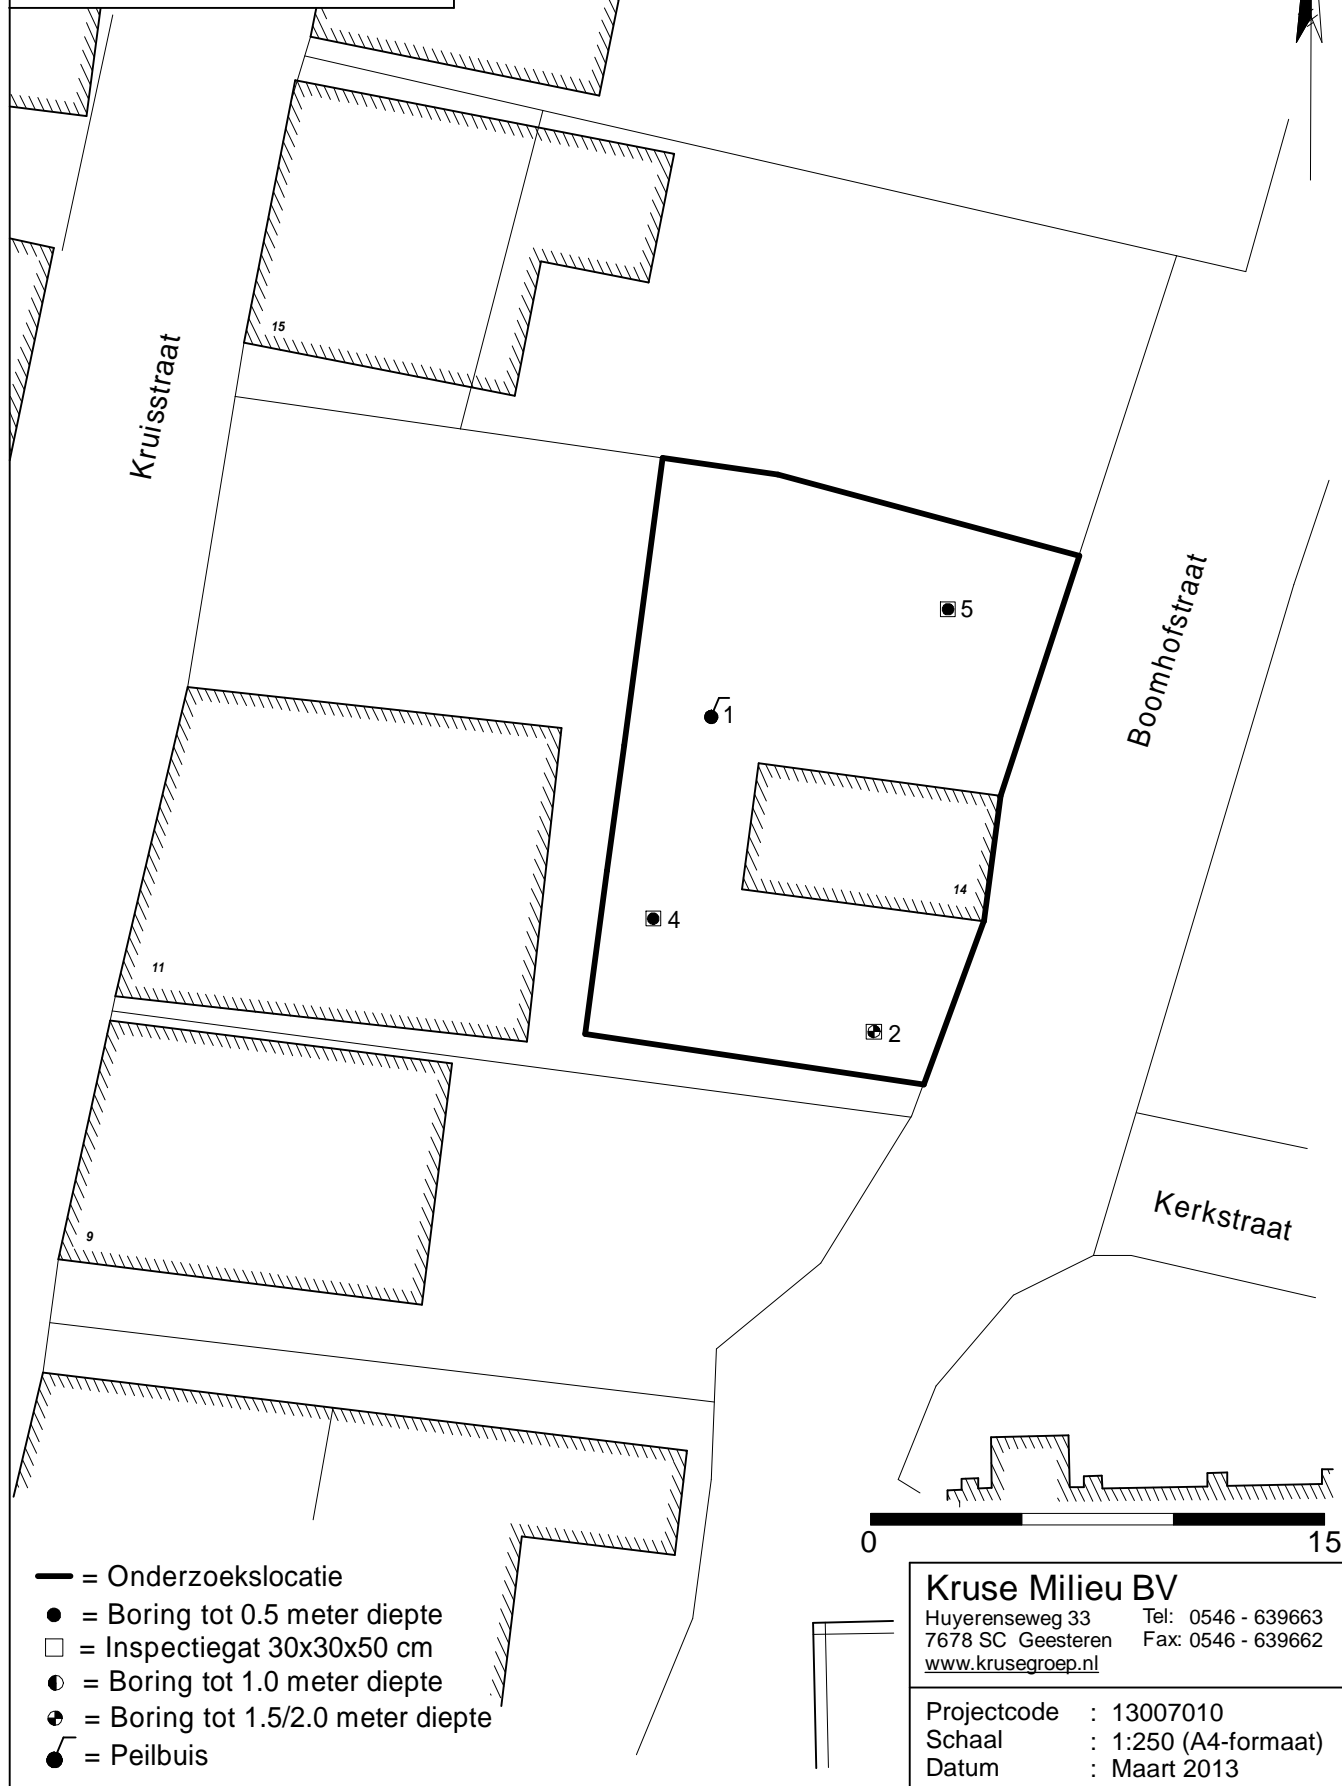 15
Kruisstraat
5
Boomhofstraat
1
14
4
11
2
Kerkstraat
9
0
15
= Onderzoekslocatie
= Boring tot 0.5 meter diepte
= Inspectiegat 30x30x50 cm
= Boring tot 1.0 meter diepte
= Boring tot 1.5/2.0 meter diepte
= Peilbuis
Kruse Milieu BV
Huyerenseweg 33 Tel: 0546 - 639663
7678 SC Geesteren Fax: 0546 - 639662
www.krusegroep.nl
Projectcode : 13007010
Schaal : 1:250 (A4-formaat)
Datum : Maart 2013